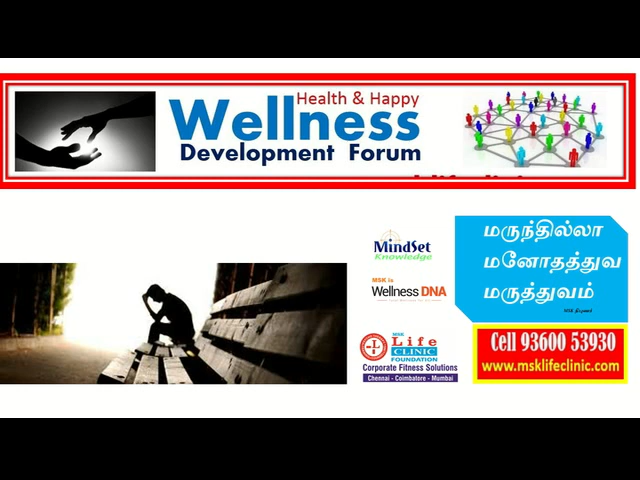 Health & Happy
Wellness
Development Forum
MindSet
Knowledge
MSK is
Wellness DNA
MSK
Life
CLINIC
FOUNDATION
Corporate Fitness Solutions
Chennai - Coimbatore - Mumbai
மருந்தில்லா
மனோதத்துவ
மருத்துவம்
Cell 93600 53930
www.msklifeclinic.com